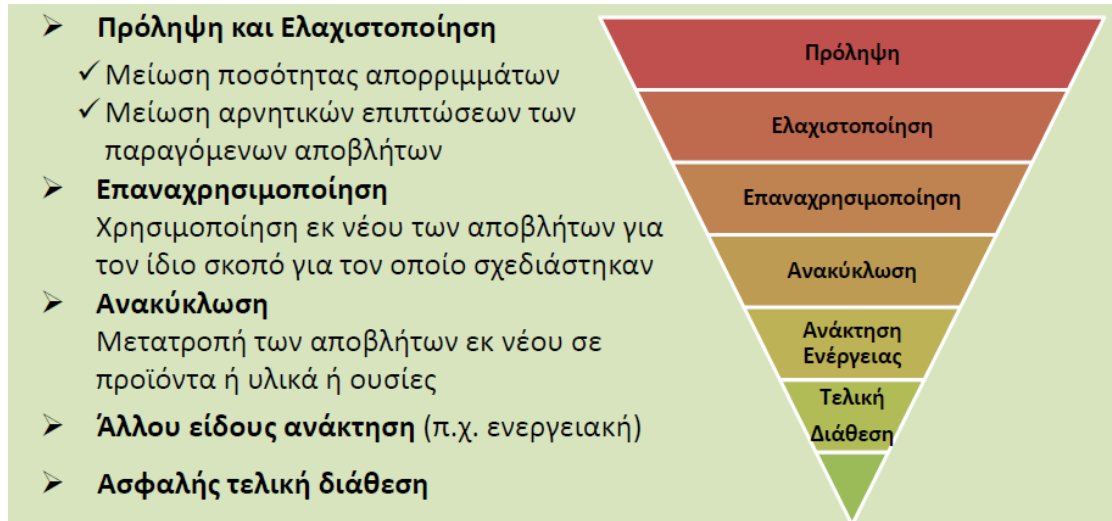 ➢ Πρόληψη και Ελαχιστοποίηση
✓ Μείωση ποσότητας απορριμμάτων
✓ Μείωση αρνητικών επιπτώσεων των
παραγόμενων αποβλήτων
➢ Επαναχρησιμοποίηση
Χρησιμοποίηση εκ νέου των αποβλήτων για
τον ίδιο σκοπό για τον οποίο σχεδιάστηκαν
➢ Ανακύκλωση
Μετατροπή των αποβλήτων εκ νέου σε
προϊόντα ή υλικά ή ουσίες
➢ Άλλου είδους ανάκτηση (π.χ. ενεργειακή)
➢ Ασφαλής τελική διάθεση
Πρόληψη
Ελαχιστοποίηση
Επαναχρησιμοποίηση
Ανακύκλωση
Ανάκτηση
Ενέργειας
Τελική
Διάθεση